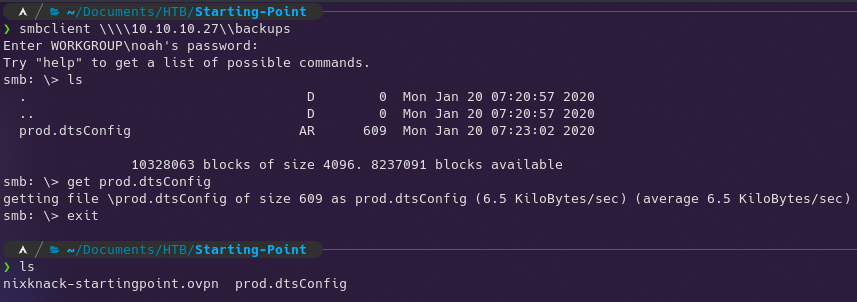 ~/Documents/HTB/Starting-Point
❯ smbclient \\\\10.10.10.27\\backups
Enter WORKGROUP\noah's password:
Try "help" to get a list of possible commands.
smb: \> ls
  .                                   D        0  Mon Jan 20 07:20:57 2020
  ..                                  D        0  Mon Jan 20 07:20:57 2020
  prod.dtsConfig                     AR      609  Mon Jan 20 07:23:02 2020
                10328063 blocks of size 4096. 8237091 blocks available
smb: \> get prod.dtsConfig
getting file \prod.dtsConfig of size 609 as prod.dtsConfig (6.5 KiloBytes/sec) (average 6.5 KiloBytes/sec)
smb: \> exit
~/Documents/HTB/Starting-Point
❯ ls
nixknack-startingpoint.ovpn  prod.dtsConfig